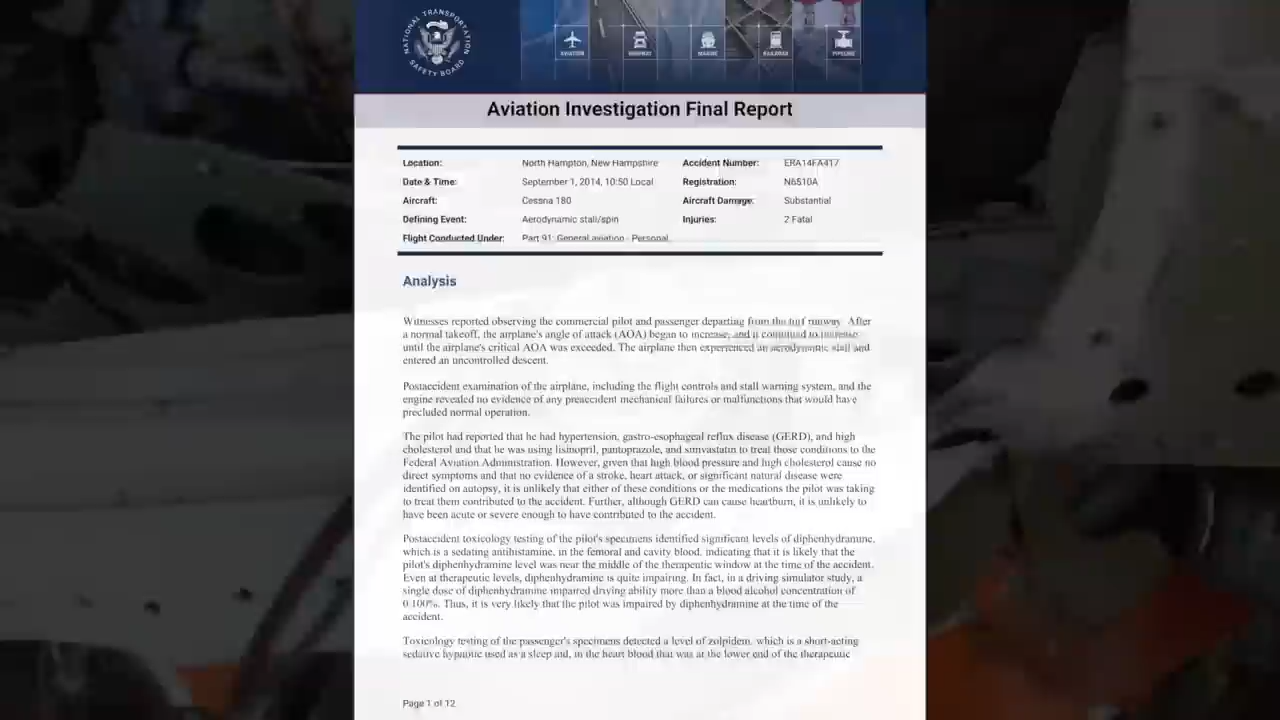 NATIONAL TRANSPORTATION SAFETY BOARD
AVIATION HIGHWAY MARINE RAILROAD PIPELINE
Aviation Investigation Final Report
Location: North Hampton, New Hampshire Accident Number: ERA14FA417
Date & Time: September 1, 2014, 10:50 Local Registration: N6510A
Aircraft: Cessna 180 Aircraft Damage: Substantial
Defining Event: Aerodynamic stall/spin Injuries: 2 Fatal
Flight Conducted Under: Part 91: General aviation - Personal
Analysis
Witnesses reported observing the commercial pilot and passenger departing from the turf runway. After
a normal takeoff, the airplane's angle of attack (AOA) began to increase, and it continued to increase
until the airplane's critical AOA was exceeded. The airplane then experienced an aerodynamic stall and
entered an uncontrolled descent.
Postaccident examination of the airplane, including the flight controls and stall warning system, and the
engine revealed no evidence of any preaccident mechanical failures or malfunctions that would have
precluded normal operation.
The pilot had reported that he had hypertension, gastro-esophageal reflux disease (GERD), and high
cholesterol and that he was using lisinopril, pantoprazole, and simvastatin to treat those conditions to the
Federal Aviation Administration. However, given that high blood pressure and high cholesterol cause no
direct symptoms and that no evidence of a stroke, heart attack, or significant natural disease were
identified on autopsy, it is unlikely that either of these conditions or the medications the pilot was taking
to treat them contributed to the accident. Further, although GERD can cause heartburn, it is unlikely to
have been acute or severe enough to have contributed to the accident.
Postaccident toxicology testing of the pilot's specimens identified significant levels of diphenhydramine,
which is a sedating antihistamine, in the femoral and cavity blood, indicating that it is likely that the
pilot's diphenhydramine level was near the middle of the therapeutic window at the time of the accident.
Even at therapeutic levels, diphenhydramine is quite impairing. In fact, in a driving simulator study, a
single dose of diphenhydramine impaired driving ability more than a blood alcohol concentration of
0.100%. Thus, it is very likely that the pilot was impaired by diphenhydramine at the time of the
accident.
Toxicology testing of the passenger's specimens detected a level of zolpidem, which is a short-acting
sedative hypnotic used as a sleep aid, in the heart blood that was at the lower end of the therapeutic
Page 1 of 12